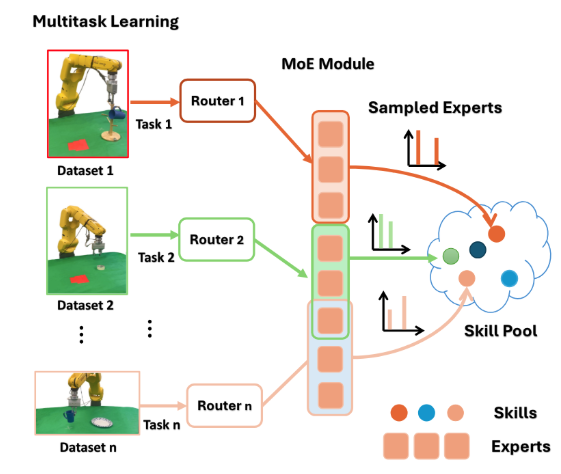 Multitask Learning
MoE Module
Router 1
Task 1
Sampled Experts
Dataset 1
Router 2
Task 2
Dataset 2
Skill Pool
Router n
Task n
Dataset n
Skills
Experts